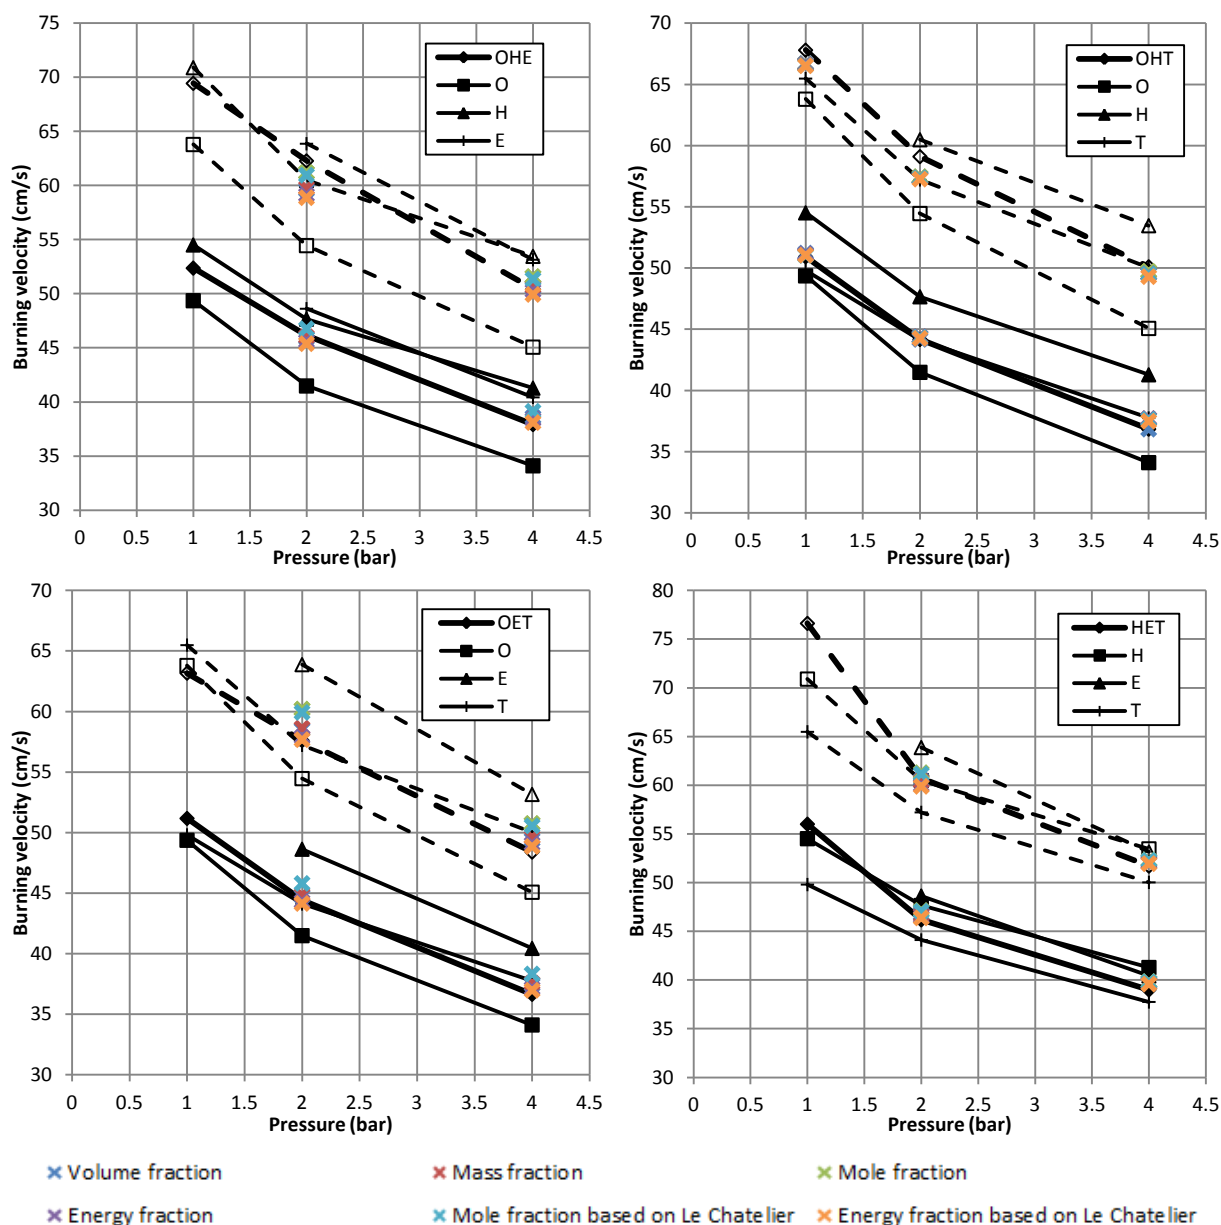 75
70
65
60
55
50
45
40
35
30
Burning velocity (cm/s)
OHE
O
H
E
0 0.5 1 1.5 2 2.5 3 3.5 4 4.5
Pressure (bar)
70
65
60
55
50
45
40
35
30
Burning velocity (cm/s)
OHT
O
H
T
0 0.5 1 1.5 2 2.5 3 3.5 4 4.5
Pressure (bar)
70
65
60
55
50
45
40
35
30
Burning velocity (cm/s)
OET
O
E
T
0 0.5 1 1.5 2 2.5 3 3.5 4 4.5
Pressure (bar)
80
75
70
65
60
55
50
45
40
35
30
Burning velocity (cm/s)
HET
H
E
T
0 0.5 1 1.5 2 2.5 3 3.5 4 4.5
Pressure (bar)
Volume fraction Mass fraction Mole fraction
Energy fraction Mole fraction based on Le Chatelier Energy fraction based on Le Chatelier